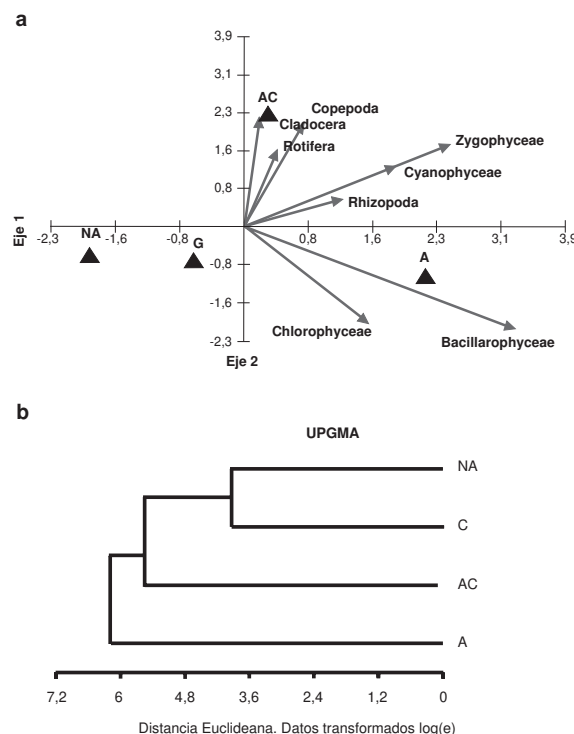 a
3,9
3,1
AC
2,3
Copepoda
Cladocera
1,6
Rotifera
Zygophyceae
Cyanophyceae
0,8
Rhizopoda
Eje 1
-2,3
NA
-1,6
-0,8
G
0,8
1,6
2,3
3,1
3,9
A
-0,8
-1,6
Chlorophyceae
-2,3
Bacillarophyceae
Eje 2
b
UPGMA
NA
C
AC
A
7,2 6 4,8 3,6 2,4 1,2 0
Distancia Euclideana. Datos transformados log(e)